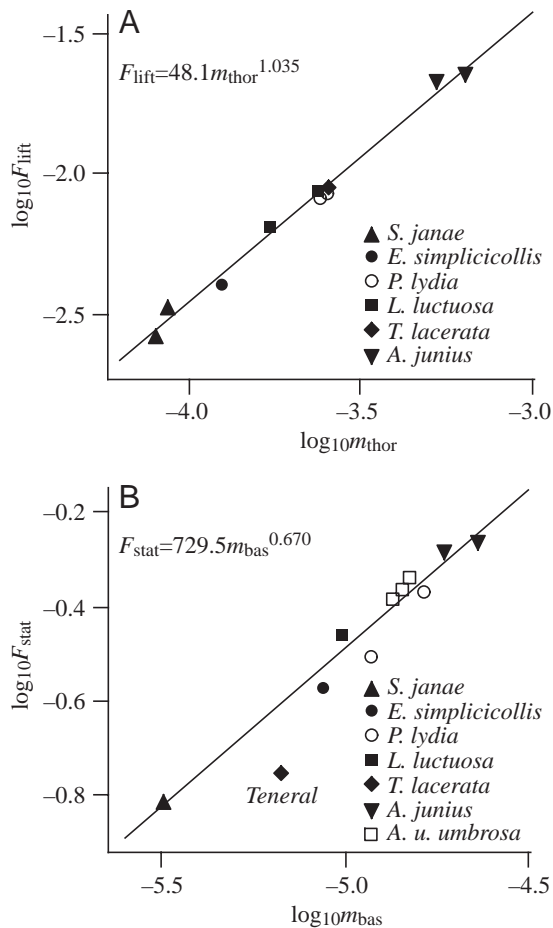 A
F_lift=48.1m_thor^1.035
log10F_lift
−1.5
−2.0
−2.5
S. janae
E. simplicicollis
P. lydia
L. luctuosa
T. lacerata
A. junius
−4.0 −3.5 −3.0
log10m_thor
B
F_stat=729.5m_bas^0.670
log10F_stat
−0.2
−0.4
−0.6
−0.8
Teneral
S. janae
E. simplicicollis
P. lydia
L. luctuosa
T. lacerata
A. junius
A. u. umbrosa
−5.5 −5.0 −4.5
log10m_bas